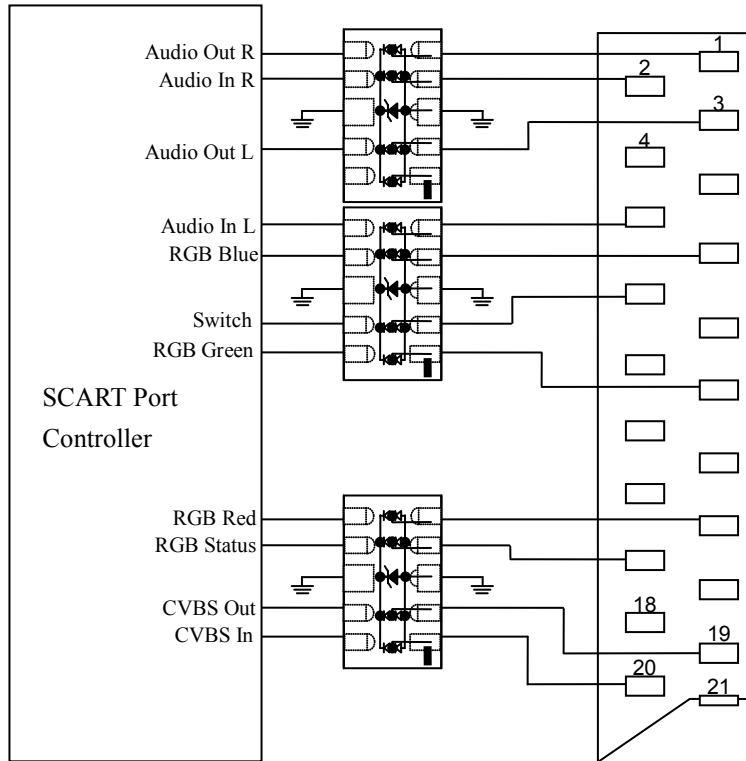 Audio Out R
Audio In R
Audio Out L
Audio In L
RGB Blue
Switch
RGB Green
SCART Port
Controller
RGB Red
RGB Status
CVBS Out
CVBS In
1
2
3
4
18
19
20
21